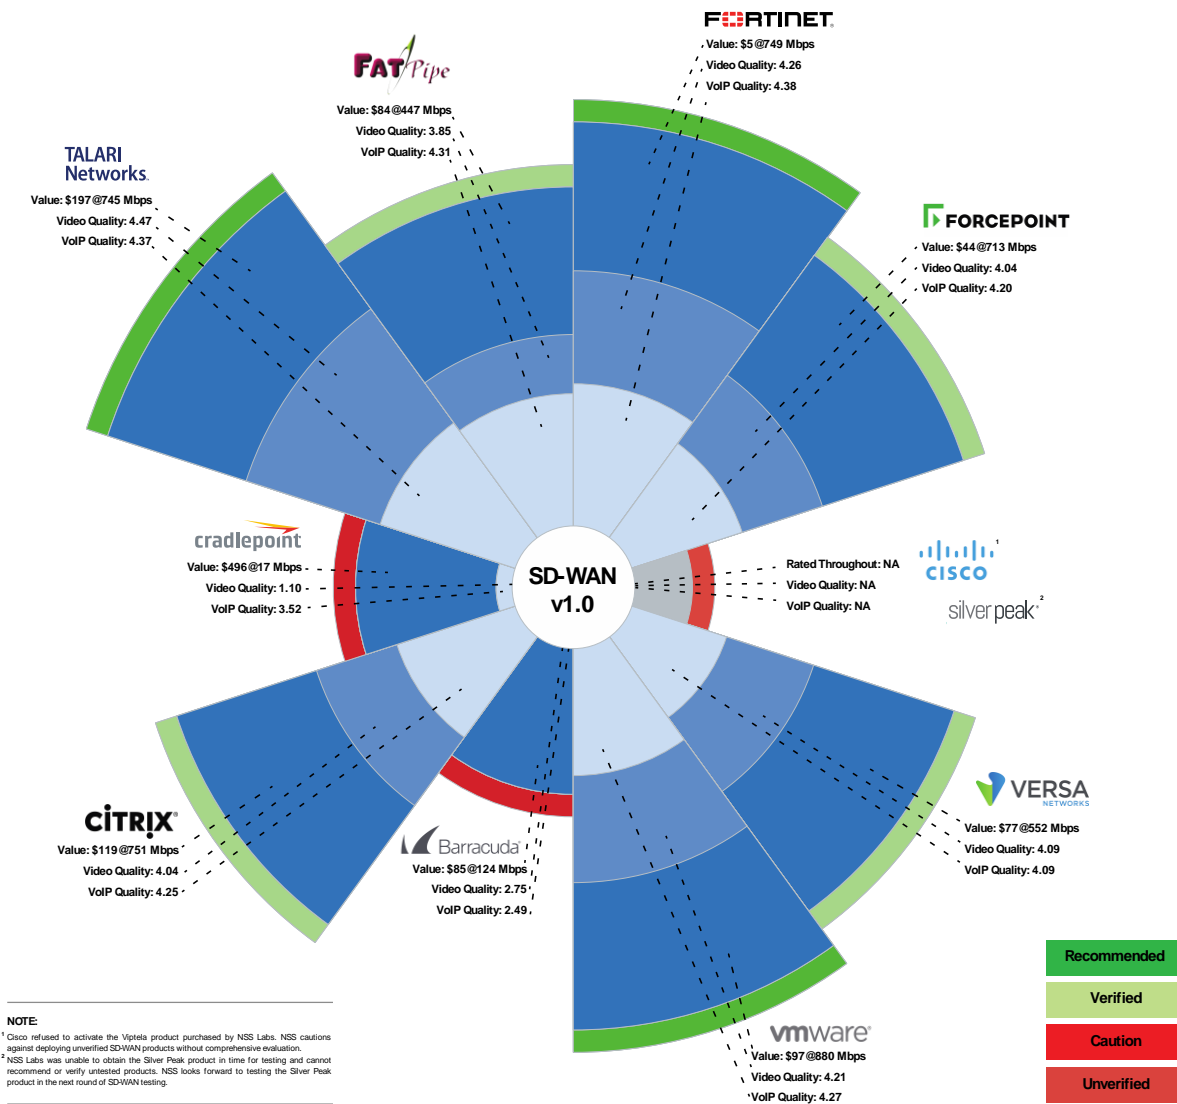 FORTINET
Value: $5@749 Mbps
Video Quality: 4.26
VoIP Quality: 4.38
FATPipe
Value: $84@447 Mbps
Video Quality: 3.85
VoIP Quality: 4.31
TALARI
Networks
Value: $197@745 Mbps
Video Quality: 4.47
VoIP Quality: 4.37
FORCEPOINT
Value: $44@713 Mbps
Video Quality: 4.04
VoIP Quality: 4.20
cradlepoint
Value: $496@17 Mbps
Video Quality: 1.10
VoIP Quality: 3.52
SD-WAN
v1.0
Rated Throughout: NA
Video Quality: NA
VoIP Quality: NA
CISCO 1
silver peak 2
CITRIX
Value: $119@751 Mbps
Video Quality: 4.04
VoIP Quality: 4.25
Barracuda
Value: $85@124 Mbps
Video Quality: 2.75
VoIP Quality: 2.49
VERSA
NETWORKS
Value: $77@552 Mbps
Video Quality: 4.09
VoIP Quality: 4.09
vmware
Value: $97@880 Mbps
Video Quality: 4.21
VoIP Quality: 4.27
Recommended
Verified
Caution
Unverified
NOTE:
1 Cisco refused to activate the Viptela product purchased by NSS Labs. NSS cautions
against deploying unverified SD-WAN products without comprehensive evaluation.
2 NSS Labs was unable to obtain the Silver Peak product in time for testing and cannot
recommend or verify untested products. NSS looks forward to testing the Silver Peak
product in the next round of SD-WAN testing.